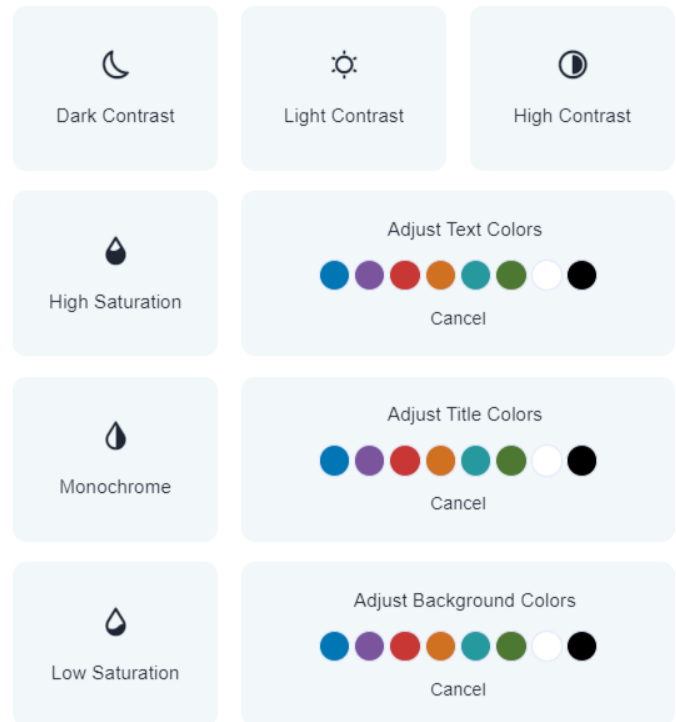 Dark Contrast
Light Contrast
High Contrast
High Saturation
Adjust Text Colors
Cancel
Monochrome
Adjust Title Colors
Cancel
Low Saturation
Adjust Background Colors
Cancel